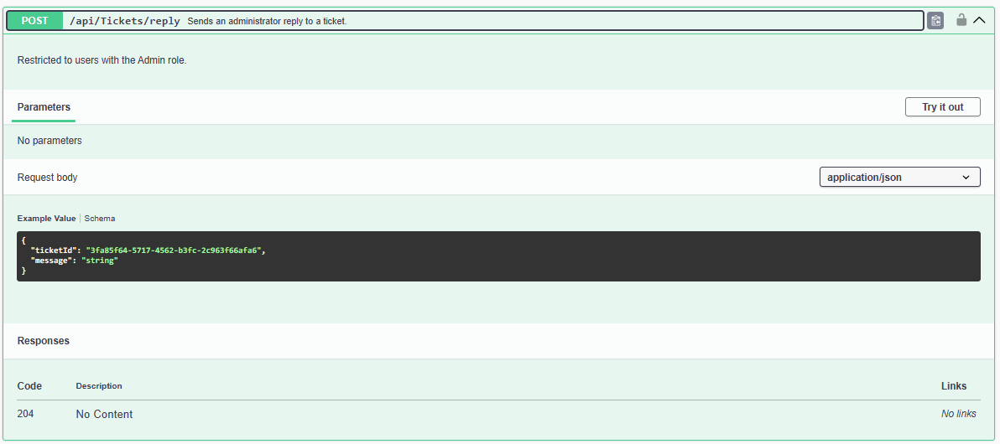 POST /api/Tickets/reply Sends an administrator reply to a ticket.
Restricted to users with the Admin role.
Parameters Try it out
No parameters
Request body application/json
Example Value Schema
{
"ticketId": "3fa85f64-5717-4562-b3fc-2c963f66afa6",
"message": "string"
}
Responses
Code Description Links
204 No Content No links